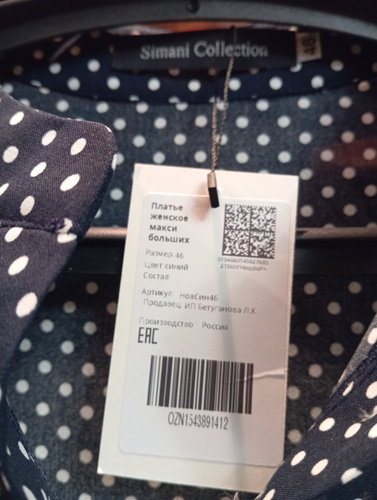 Simani Collection
46
Платье
женское
макси
больших
Размер 46
Цвет синий
Состав
Артикул: НовСин46
Продавец: ИП Бетуганова Л.Х.
Производство Россия
EAC
OZN1543891412